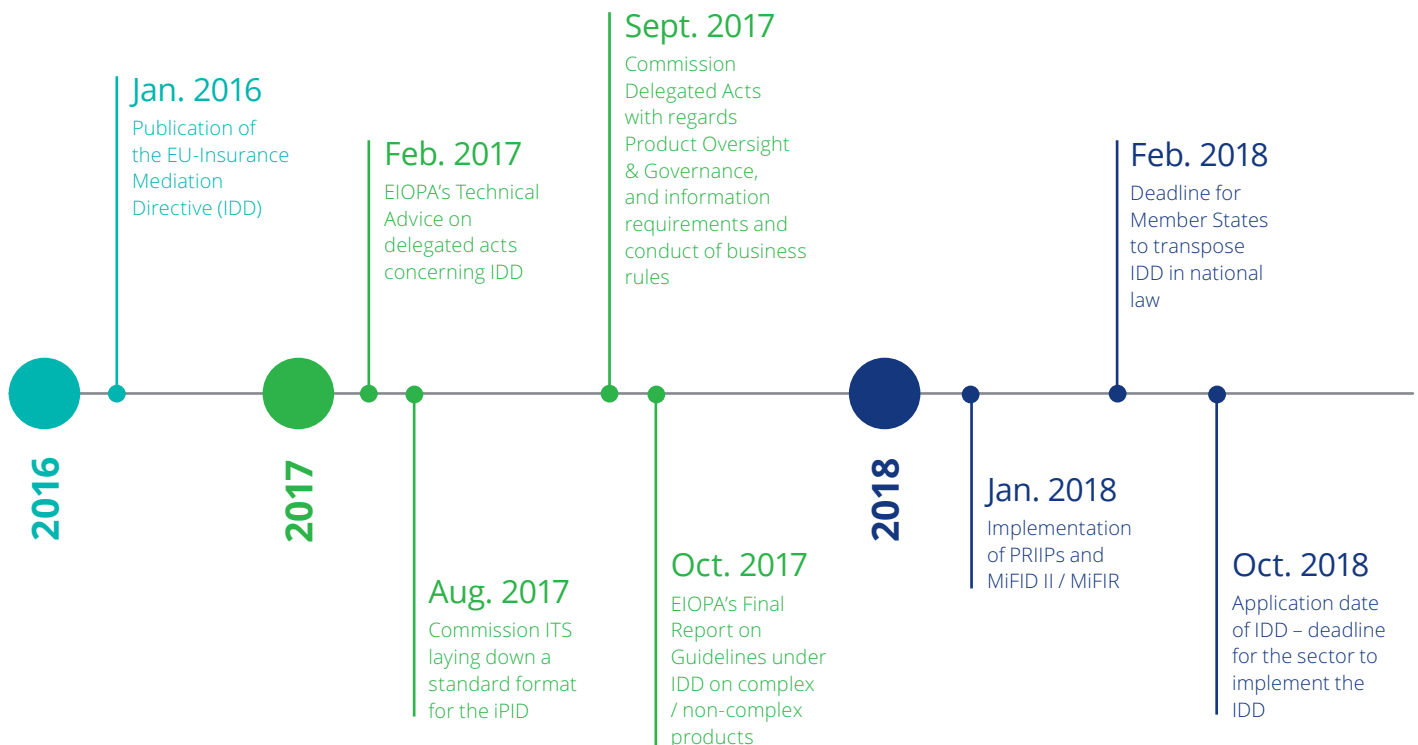 Jan. 2016
Publication of
the EU-Insurance
Mediation
Directive (IDD)
Feb. 2017
EIOPA's Technical
Advice on
delegated acts
concerning IDD
Sept. 2017
Commission
Delegated Acts
with regards
Product Oversight
& Governance,
and information
requirements and
conduct of business
rules
Feb. 2018
Deadline for
Member States
to transpose
IDD in national
law
2016
2017
2018
Aug. 2017
Commission ITS
laying down a
standard format
for the iPID
Oct. 2017
EIOPA's Final
Report on
Guidelines under
IDD on complex
/ non-complex
products
Jan. 2018
Implementation
of PRIIPs and
MiFID II / MiFIR
Oct. 2018
Application date
of IDD – deadline
for the sector to
implement the
IDD